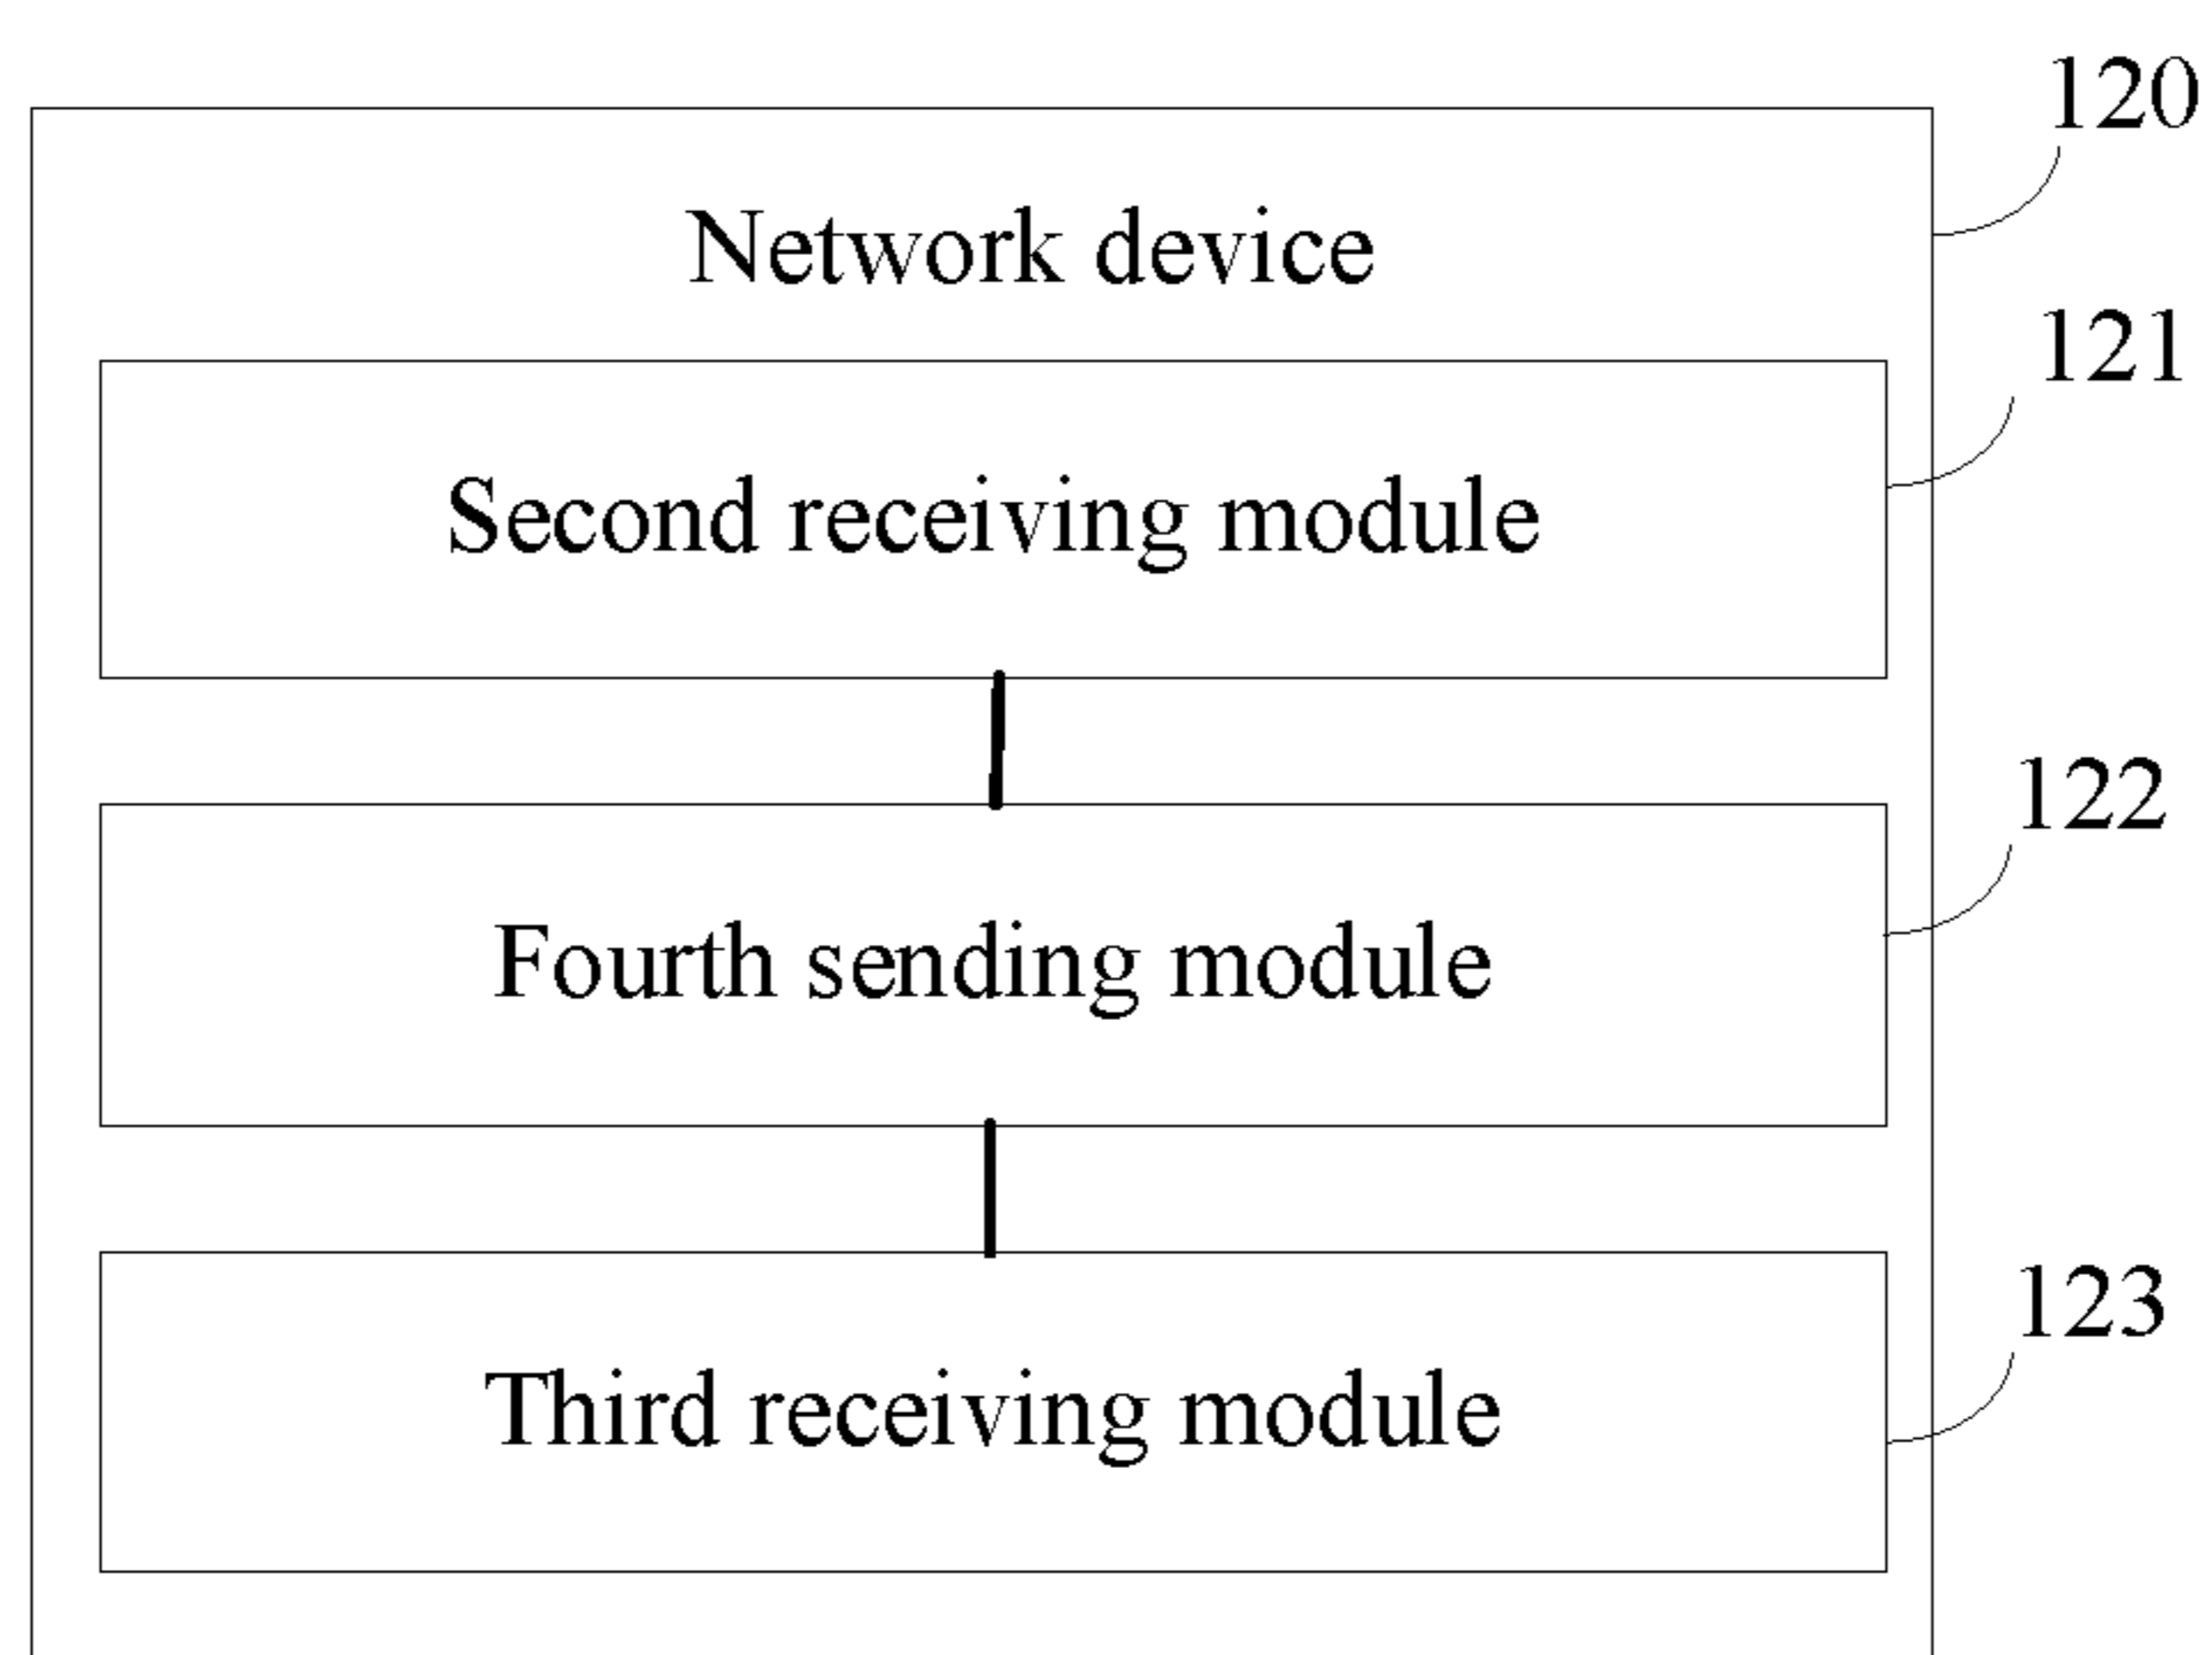 120
Network device
121
Second receiving module
122
Fourth sending module
123
Third receiving module